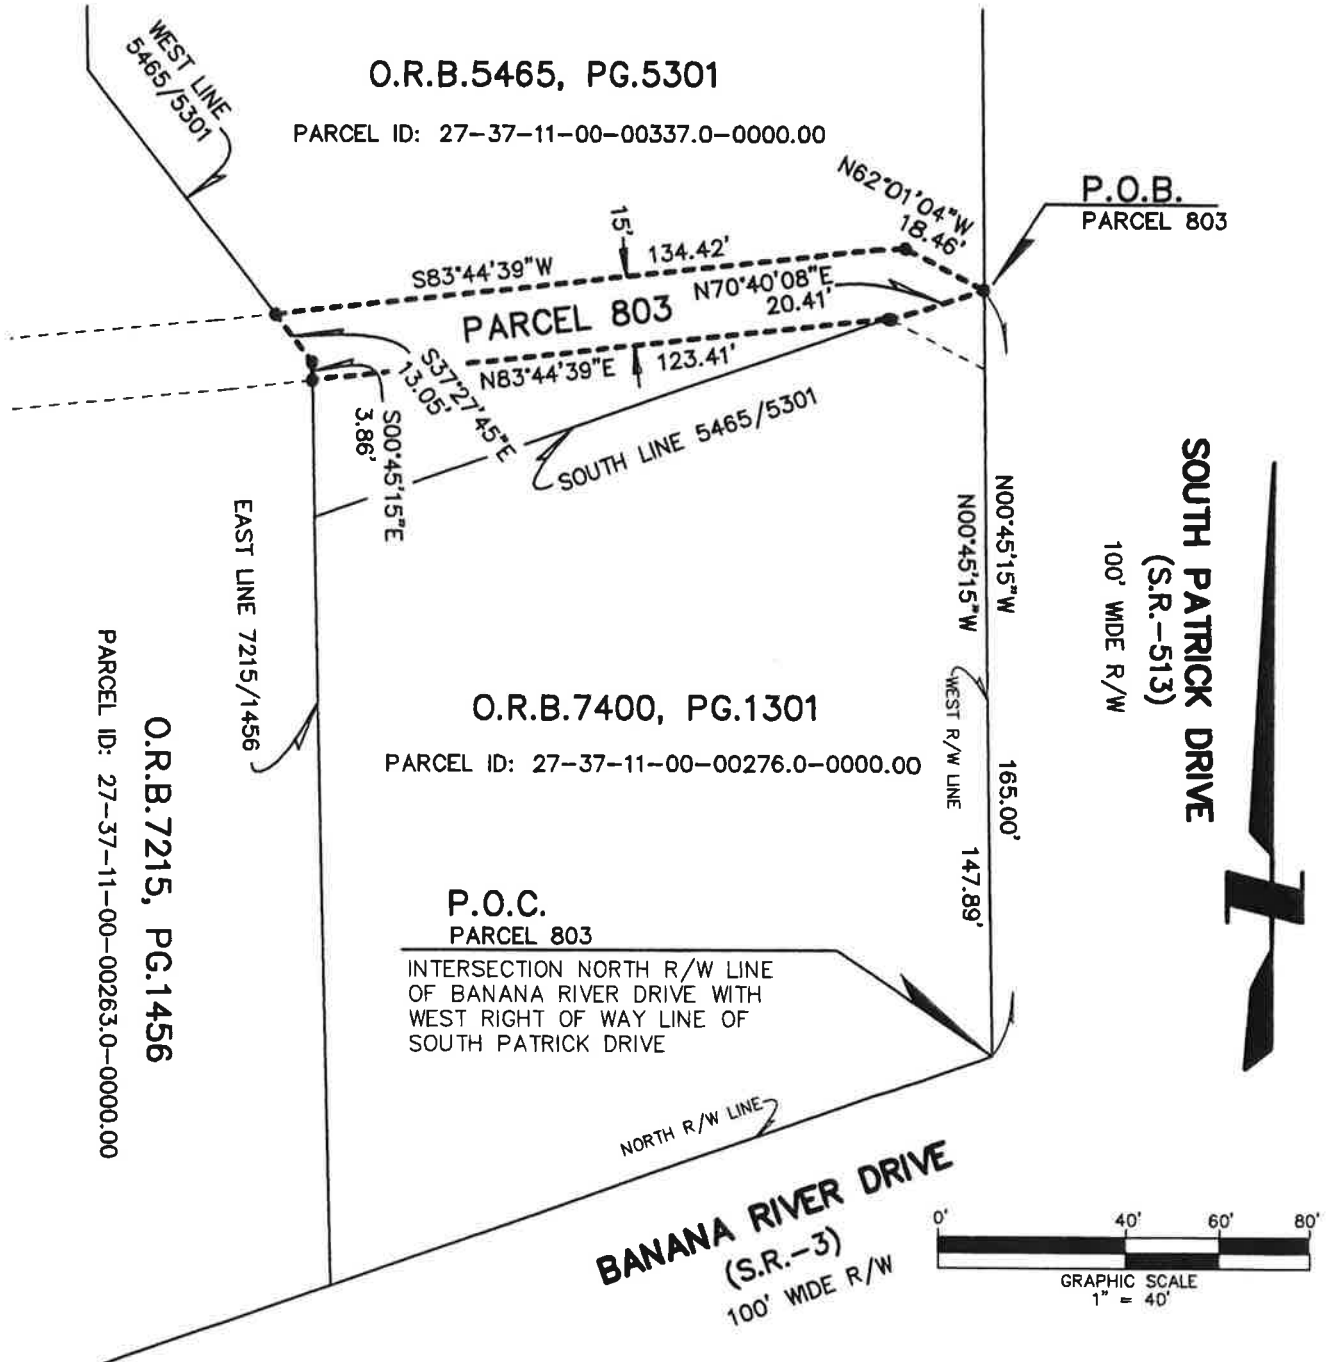 WEST LINE
5465/5301
O.R.B.5465, PG.5301
PARCEL ID: 27-37-11-00-00337.0-0000.00
N62°01'04"W
18.46'
P.O.B.
PARCEL 803
15'
134.42'
S83°44'39"W
N70°40'08"E
20.41'
PARCEL 803
N83°44'39"E
123.41'
S37°27'45"E
13.05'
S00°45'15"E
3.86'
SOUTH LINE 5465/5301
EAST LINE 7215/1456
N00°45'15"W
N00°45'15"W
SOUTH PATRICK DRIVE
(S.R.-513)
100' WIDE R/W
O.R.B.7400, PG.1301
PARCEL ID: 27-37-11-00-00276.0-0000.00
WEST R/W LINE
165.00'
147.89'
O.R.B.7215, PG.1456
PARCEL ID: 27-37-11-00-00263.0-0000.00
P.O.C.
PARCEL 803
INTERSECTION NORTH R/W LINE
OF BANANA RIVER DRIVE WITH
WEST RIGHT OF WAY LINE OF
SOUTH PATRICK DRIVE
NORTH R/W LINE
BANANA RIVER DRIVE
(S.R.-3)
100' WIDE R/W
0' 40' 60' 80'
GRAPHIC SCALE
1" = 40'